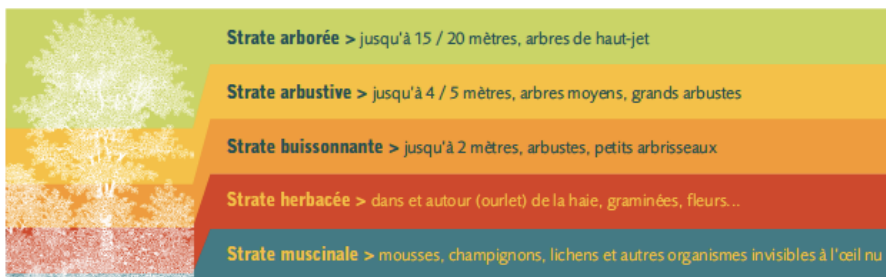 Strate arborée > jusqu'à 15 / 20 mètres, arbres de haut-jet
Strate arbustive > jusqu'à 4 / 5 mètres, arbres moyens, grands arbustes
Strate buissonnante > jusqu'à 2 mètres, arbustes, petits arbrisseaux
Strate herbacée > dans et autour (ourlet) de la haie, graminées, fleurs...
Strate muscinale > mousses, champignons, lichens et autres organismes invisibles à l'œil nu